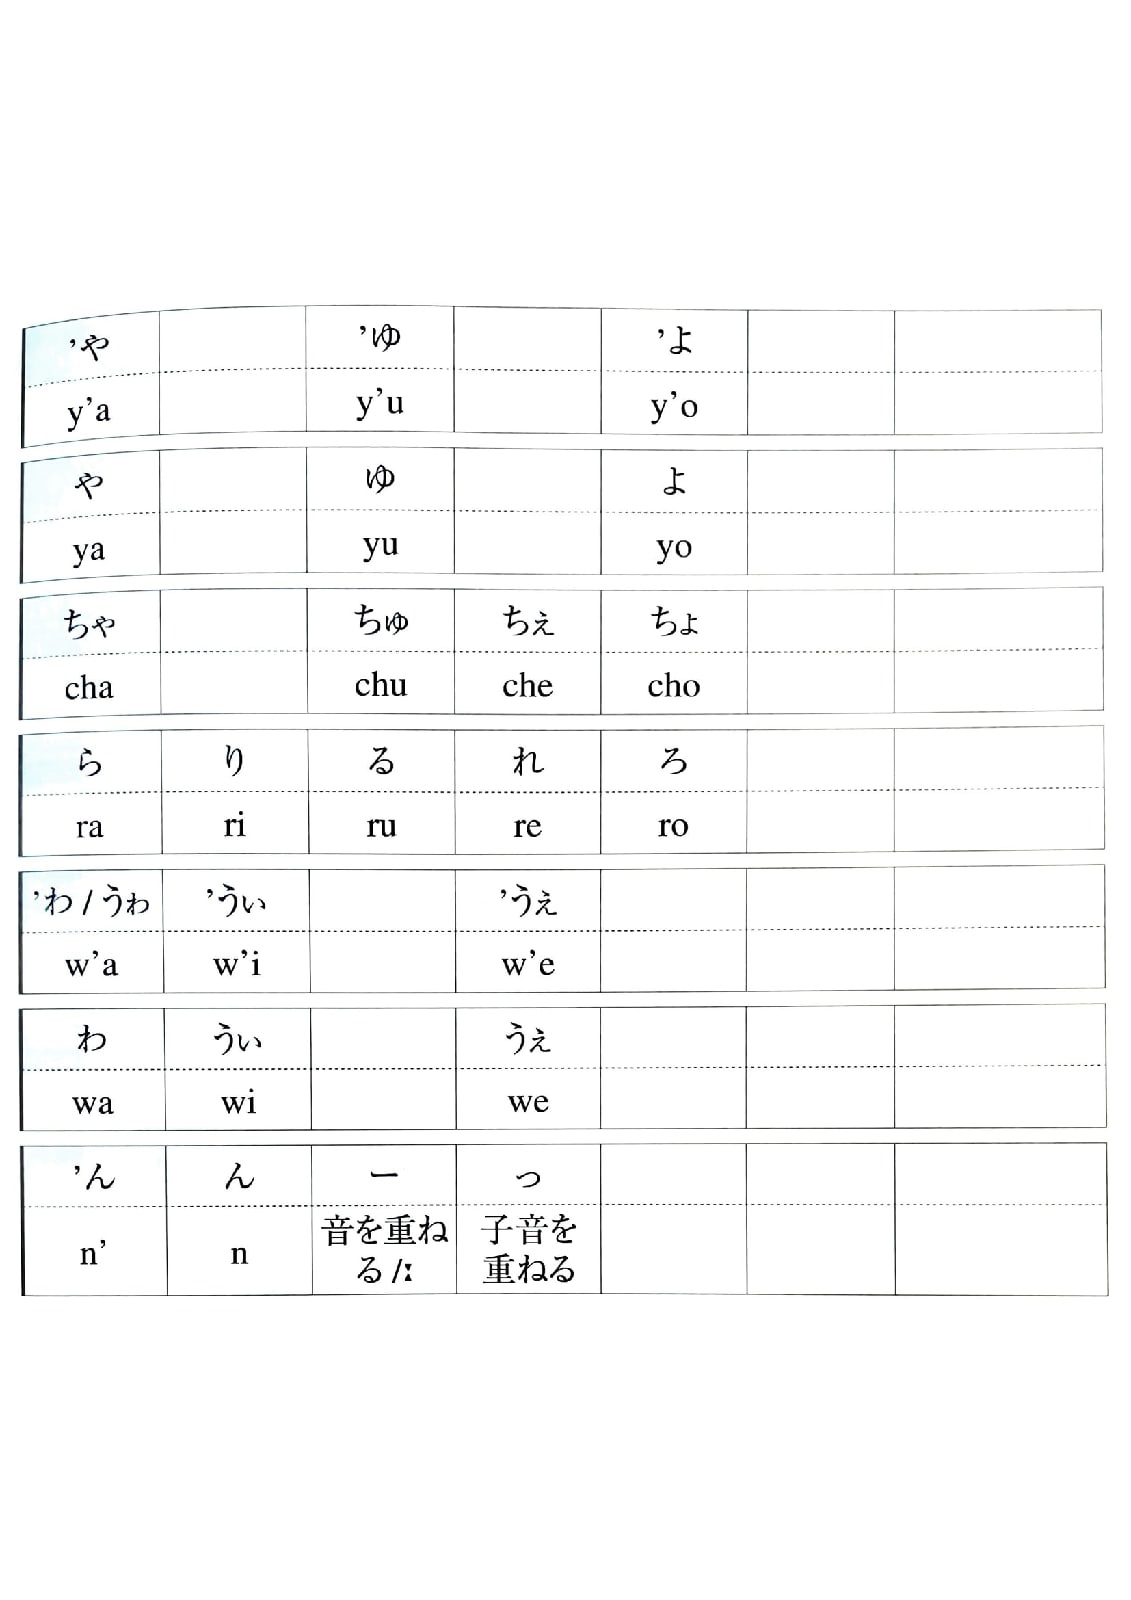 ’や ’ゆ ’よ
y’a y’u y’o
や ゆ よ
ya yu yo
ちゃ ちゅ ちぇ ちょ
cha chu che cho
ら り る れ ろ
ra ri ru re ro
’わ / うゎ ’うぃ ’うぇ
w’a w’i w’e
わ うぃ うぇ
wa wi we
’ん ん ー っ
n’ n 音を重ねる /ː 子音を重ねる